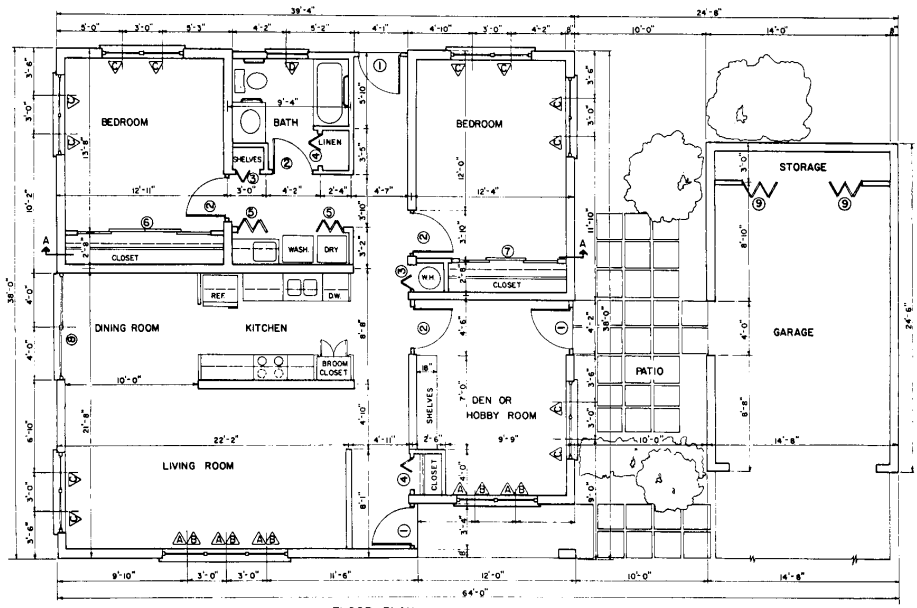 39'-4"
24'-8"
5'-0" 3'-0" 5'-3" 4'-2" 5'-2" 4'-1" 4'-10" 3'-0" 4'-2" 8" 10'-0" 14'-0" 8"
3'-6"
3'-0"
10'-2"
38'-0"
C C D C C
C
C
1
9'-4"
5'-10"
BEDROOM
BATH
LINEN
4
SHELVES
2
3
3'-5"
13'-8"
12'-11" 3'-0" 4'-2" 2'-4" 4'-7" 12'-4"
2
BEDROOM
12'-0"
C
C
3'-6"
3'-0"
11'-10"
STORAGE
3'-0"
9 9
8'-10"
24'-6"
6
5 5
3'-10"
2
3'-10"
7
A A
2'-8"
CLOSET
WASH. DRY
3'-2"
3
W.H.
2'-8"
CLOSET
4'-0"
REF.
D.W.
2
4'-6"
1
4'-2"
38'-0"
4'-0"
8
DINING ROOM KITCHEN
8'-8"
GARAGE
4'-0"
BROOM
CLOSET
10'-0"
18"
SHELVES
7'-0"
3'-6"
PATIO
8'-8"
DEN OR
HOBBY ROOM
C
3'-0"
6'-10"
21'-8"
4'-10"
22'-2" 4'-11" 2'-6" 9'-9" 10'-0" 14'-8"
LIVING ROOM
4
CLOSET
4'-0"
C
3'-0"
C
C
8'-1"
A B A B
9'-0"
3'-6"
A B A B A B
1
3'-4"
8"
9'-10" 3'-0" 3'-0" 11'-6" 12'-0" 10'-0" 14'-8"
64'-0"